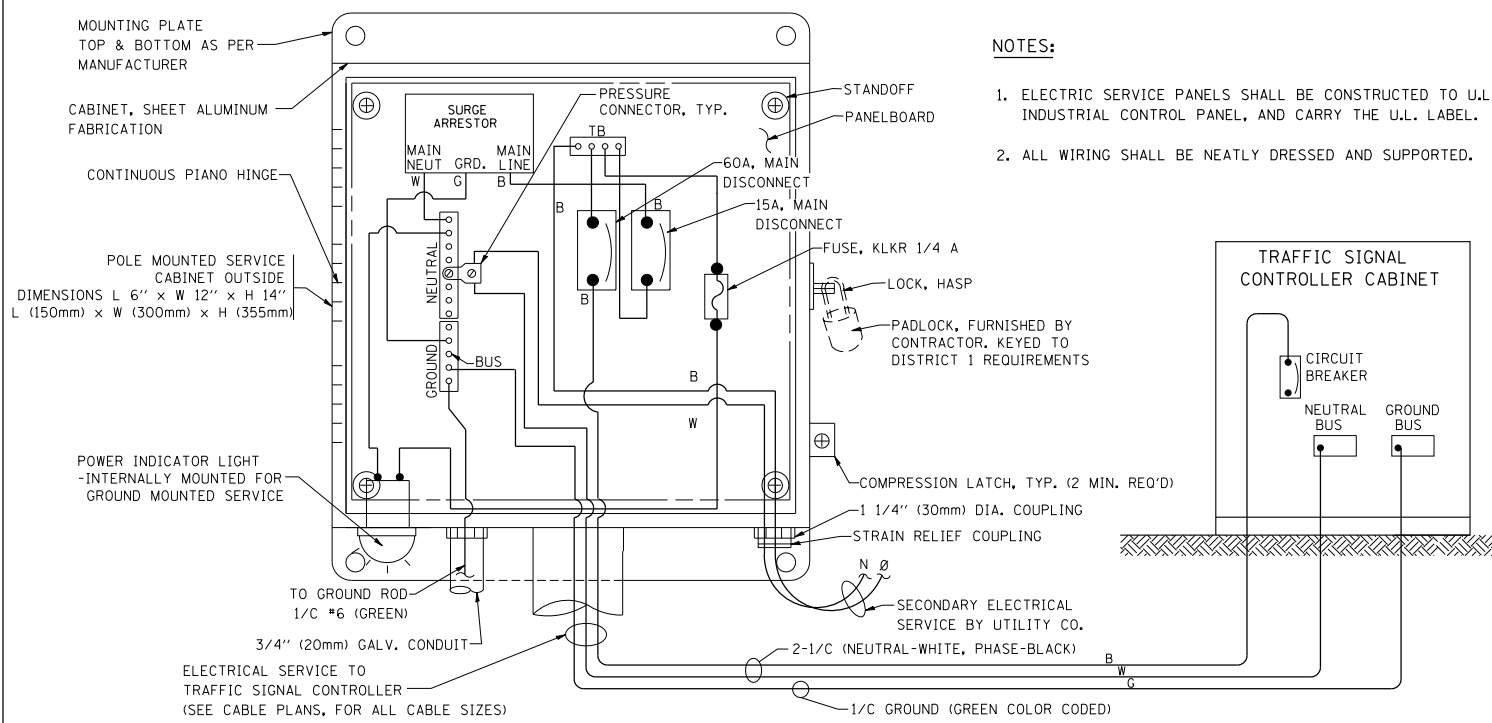 MOUNTING PLATE
TOP & BOTTOM AS PER
MANUFACTURER
CABINET, SHEET ALUMINUM
FABRICATION
CONTINUOUS PIANO HINGE
POLE MOUNTED SERVICE
CABINET OUTSIDE
DIMENSIONS L 6'' x W 12'' x H 14''
L (150mm) x W (300mm) x H (355mm)
POWER INDICATOR LIGHT
-INTERNALLY MOUNTED FOR
GROUND MOUNTED SERVICE
SURGE
ARRESTOR
MAIN
NEUT
GRD.
MAIN
LINE
W
G
B
PRESSURE
CONNECTOR, TYP.
TB
60A, MAIN
DISCONNECT
15A, MAIN
DISCONNECT
B
B
B
NEUTRAL
GROUND
BUS
B
W
STANDOFF
PANELBOARD
FUSE, KLKR 1/4 A
LOCK, HASP
PADLOCK, FURNISHED BY
CONTRACTOR. KEYED TO
DISTRICT 1 REQUIREMENTS
COMPRESSION LATCH, TYP. (2 MIN. REQ'D)
1 1/4'' (30mm) DIA. COUPLING
STRAIN RELIEF COUPLING
N Ø
SECONDARY ELECTRICAL
SERVICE BY UTILITY CO.
TO GROUND ROD
1/C #6 (GREEN)
3/4'' (20mm) GALV. CONDUIT
ELECTRICAL SERVICE TO
TRAFFIC SIGNAL CONTROLLER
(SEE CABLE PLANS, FOR ALL CABLE SIZES)
2-1/C (NEUTRAL-WHITE, PHASE-BLACK)
B
W
G
1/C GROUND (GREEN COLOR CODED)
NOTES:
1. ELECTRIC SERVICE PANELS SHALL BE CONSTRUCTED TO U.L
INDUSTRIAL CONTROL PANEL, AND CARRY THE U.L. LABEL.
2. ALL WIRING SHALL BE NEATLY DRESSED AND SUPPORTED.
TRAFFIC SIGNAL
CONTROLLER CABINET
CIRCUIT
BREAKER
NEUTRAL
BUS
GROUND
BUS